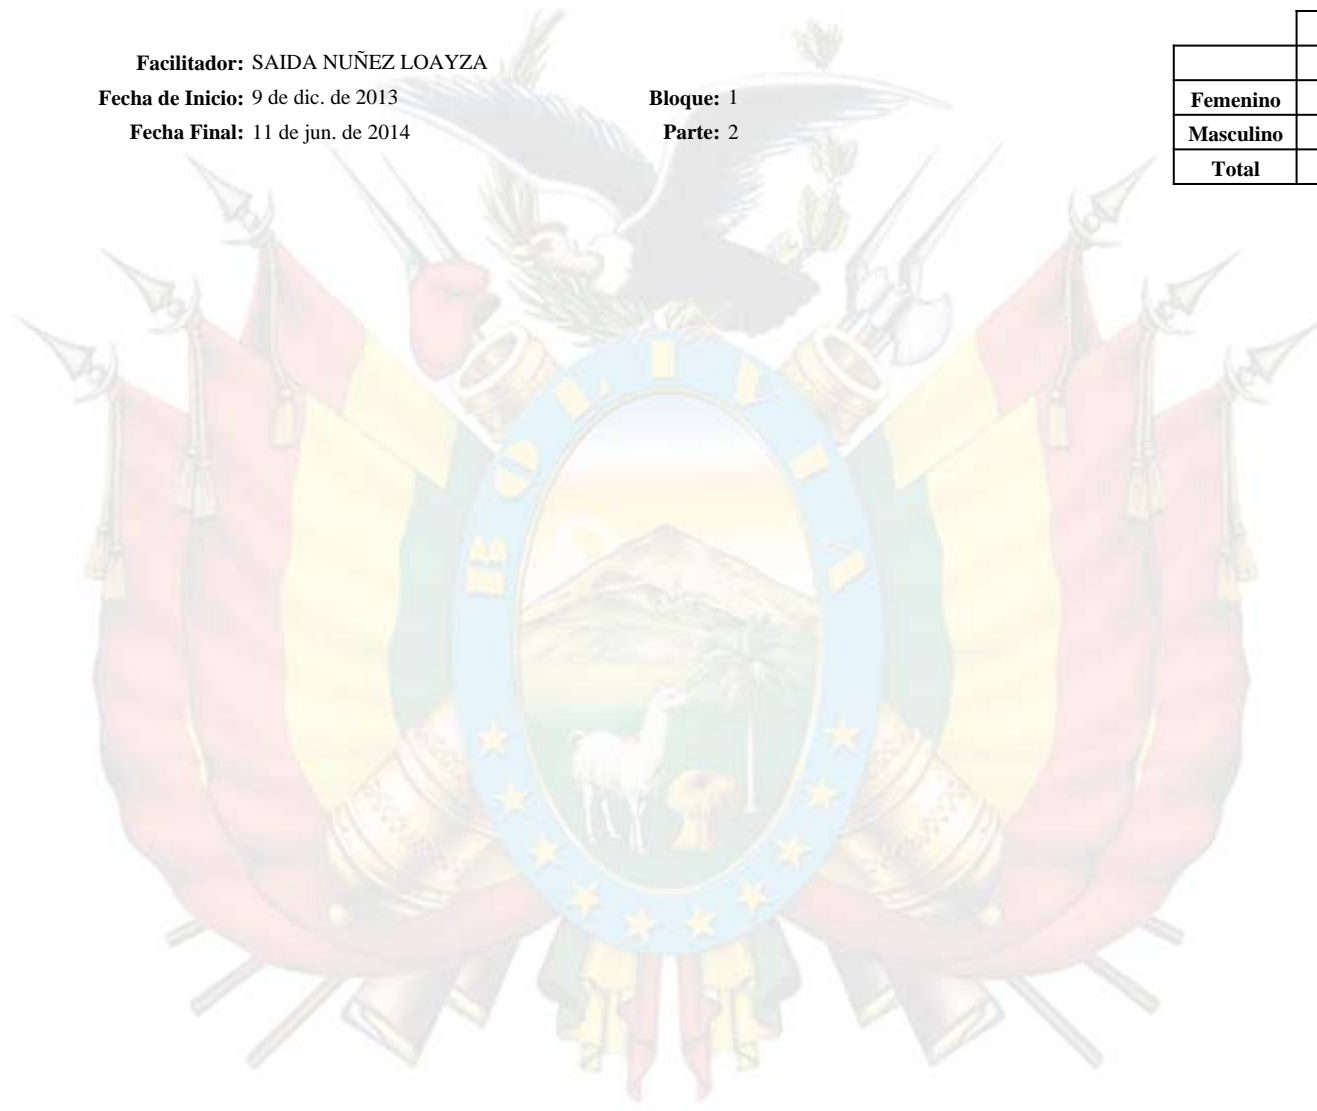 Facilitador: SAIDA NUÑEZ LOAYZA
Fecha de Inicio: 9 de dic. de 2013 Bloque: 1
Fecha Final: 11 de jun. de 2014 Parte: 2
Femenino
Masculino
Total
BOLIVIA